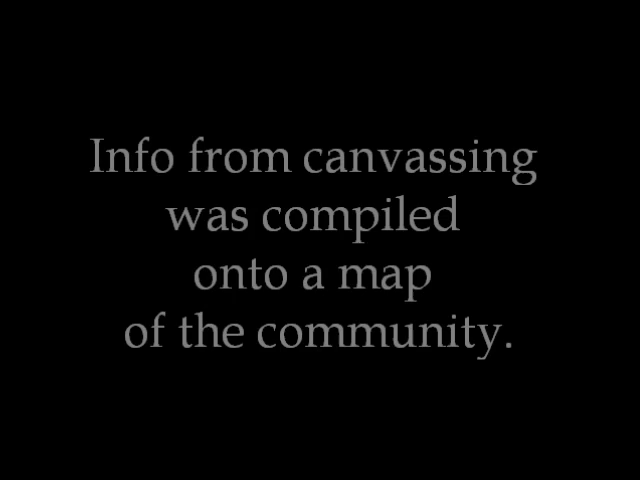 Info from canvassing
was compiled
onto a map
of the community.